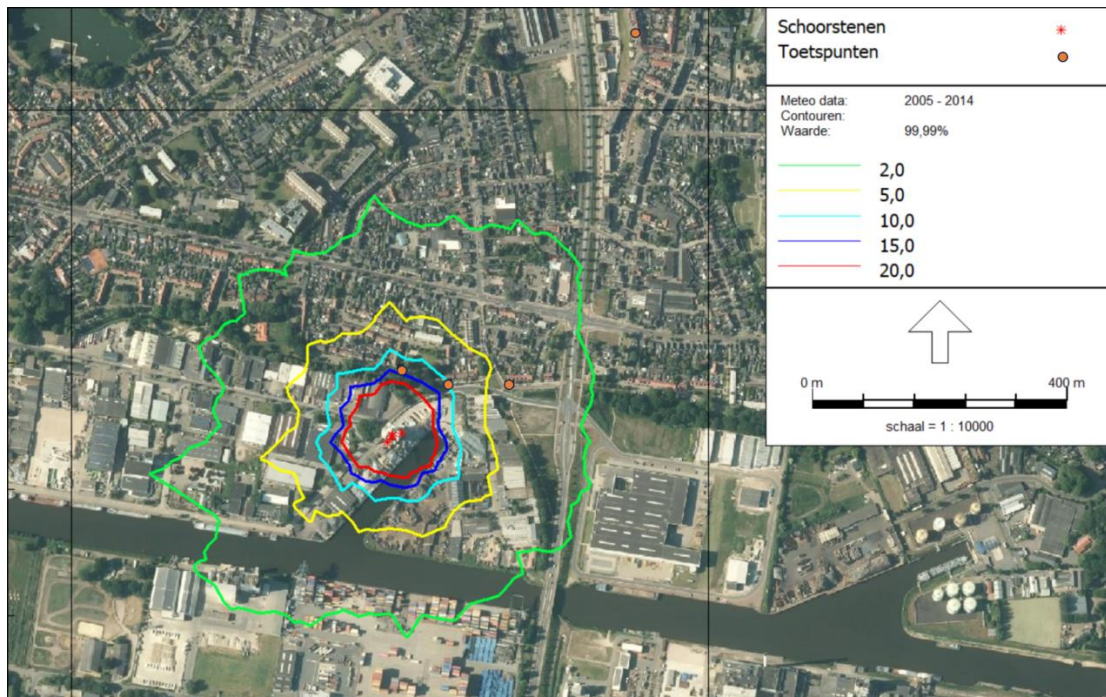 Schoorstenen
Toetspunten
Meteo data: 2005 - 2014
Contouren:
Waarde: 99,99%
2,0
5,0
10,0
15,0
20,0
0 m 400 m
schaal = 1 : 10000